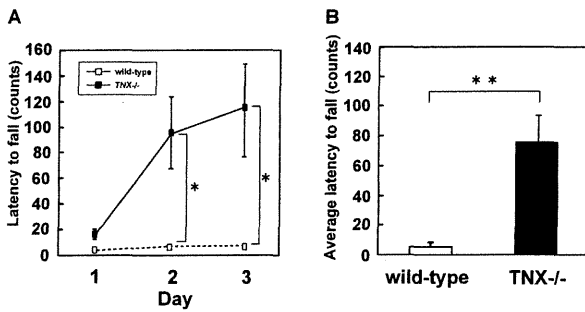 A
Latency to fall (counts)
160
140
120
100
80
60
40
20
0
wild-type
TNX-/-
*
*
1 2 3
Day
B
Average latency to fall (counts)
140
120
100
80
60
40
20
0
* *
wild-type TNX-/-